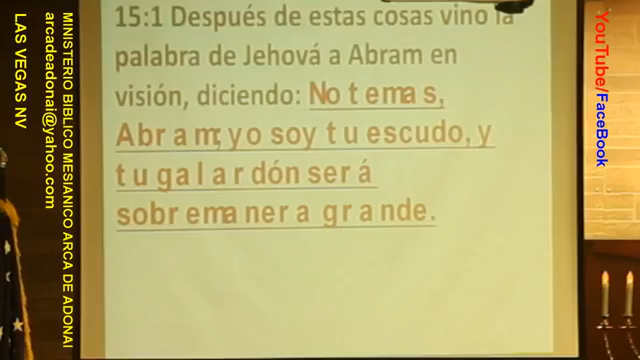 15:1 Después de estas cosas vino la
palabra de Jehová a Abram en
visión, diciendo: No temas,
Abram; yo soy tu escudo, y
tu galardón será
sobremanera grande.
MINISTERIO BIBLICO MESIANICO ARCA DE ADONAI
arcadeadonai@yahoo.com
LAS VEGAS NV
YouTube/FaceBook